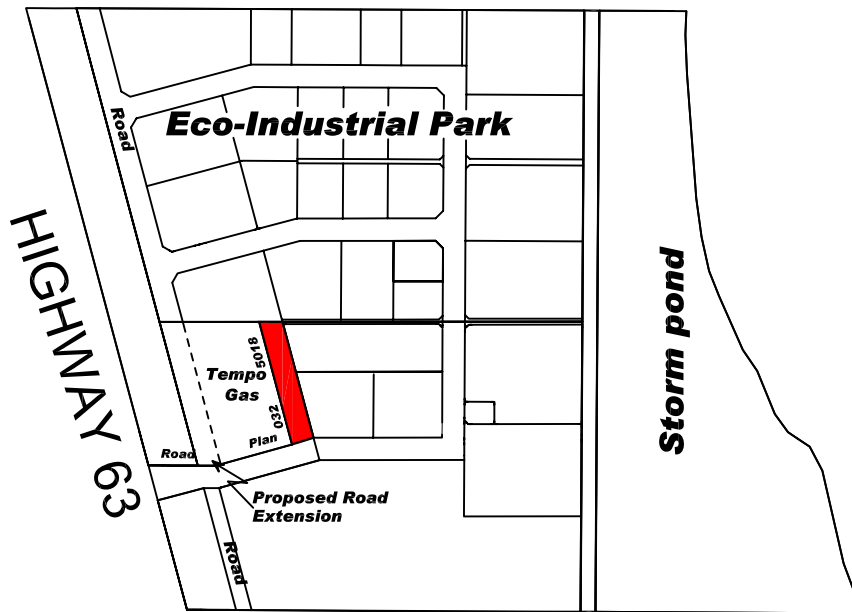 Eco-Industrial Park
Road
HIGHWAY 63
Storm pond
Tempo
Gas
5018
032
Plan
Road
Proposed Road
Extension
Road